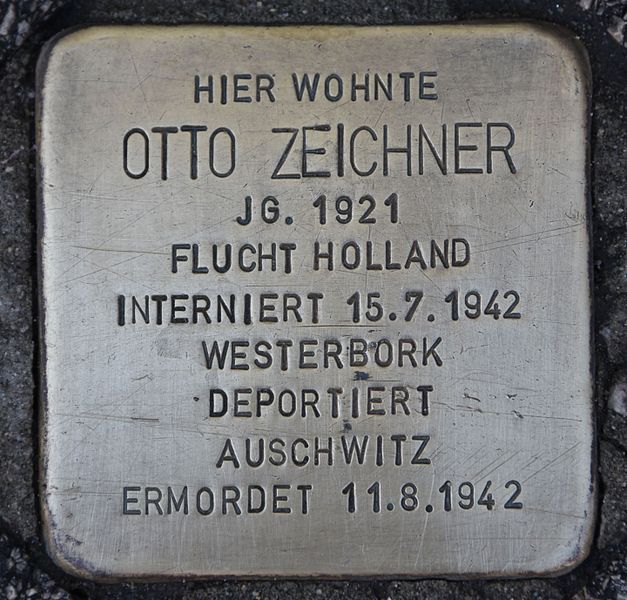 HIER WOHNTE
OTTO ZEICHNER
JG. 1921
FLUCHT HOLLAND
INTERNIERT 15.7.1942
WESTERBORK
DEPORTIERT
AUSCHWITZ
ERMORDET 11.8.1942